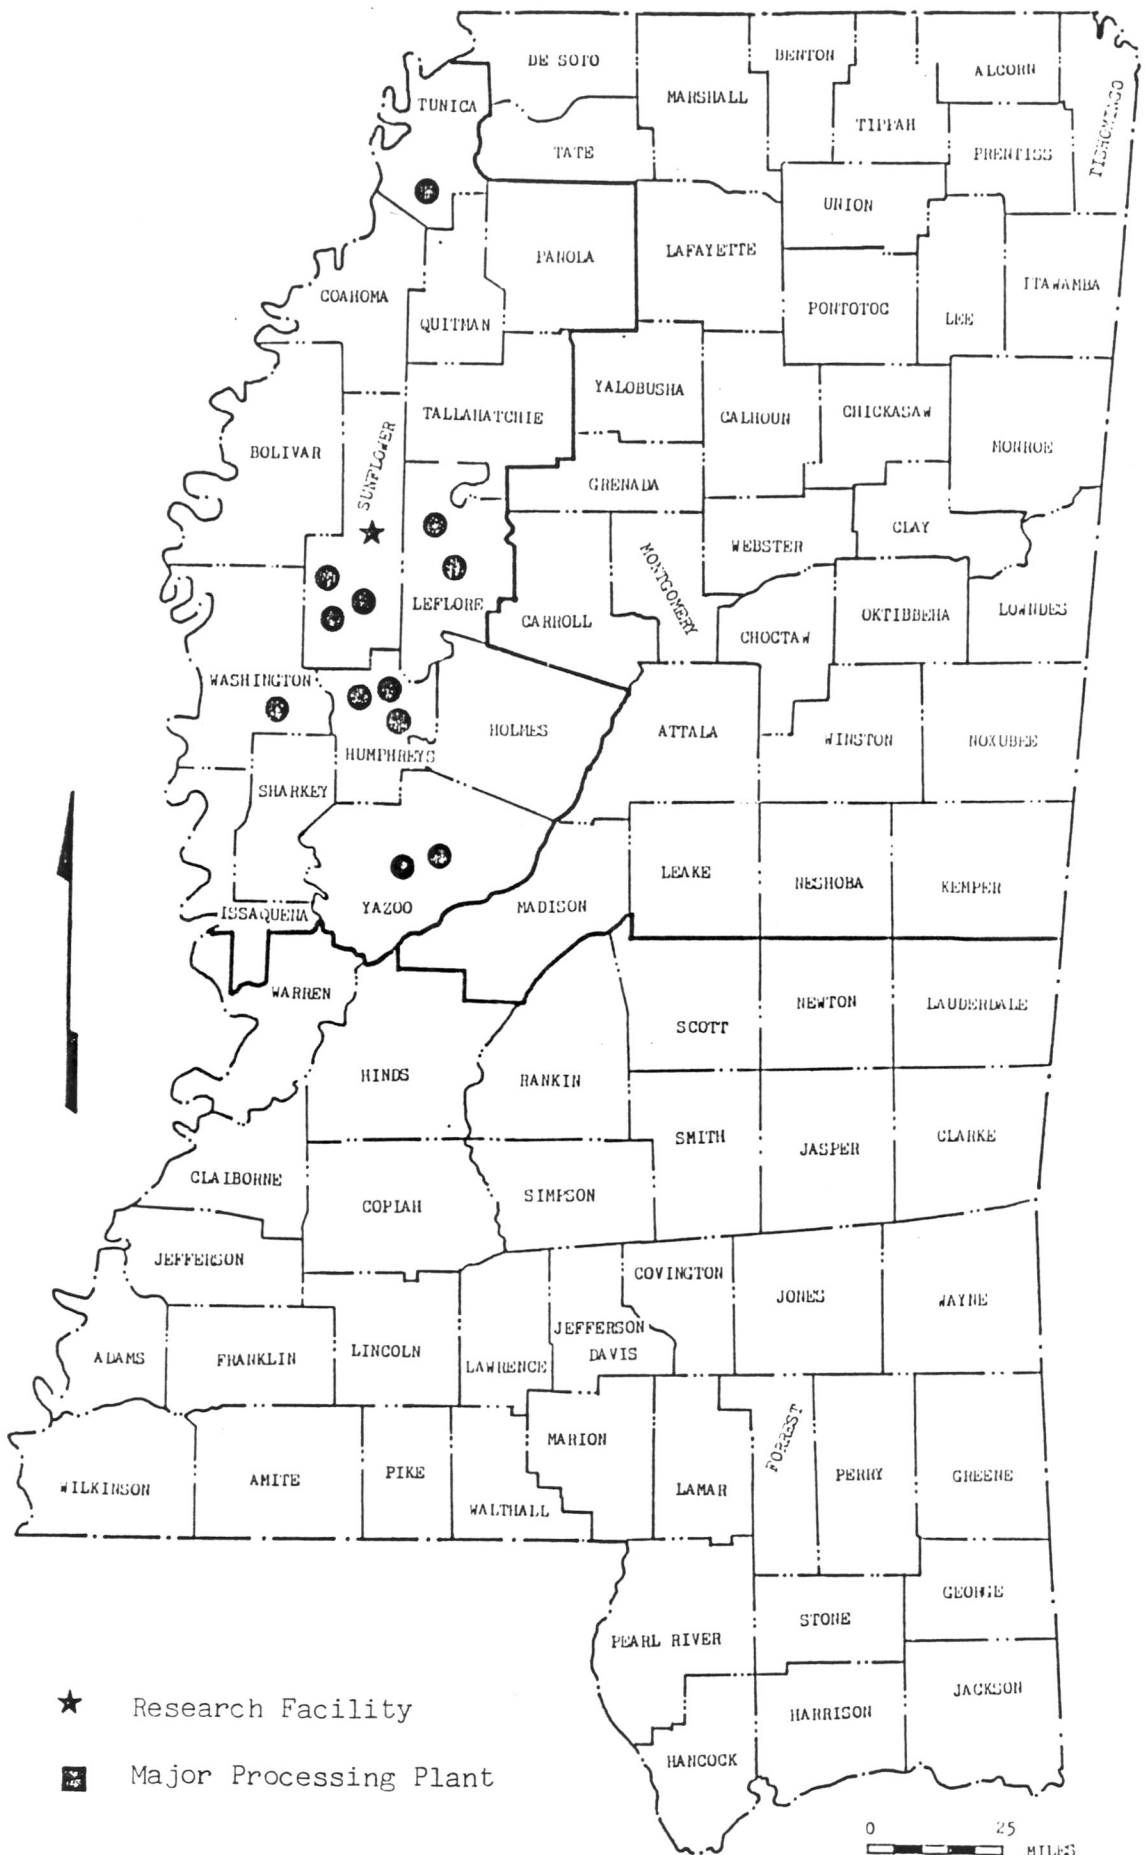 DE SOTO
BENTON
ALCORN
TUNICA
MARSHALL
TIPPAH
TISHOMINGO
TATE
PRENTISS
UNION
PANOLA
LAFAYETTE
COAHOMA
ITAWAMBA
QUITMAN
PONTOTOC
LEE
YALOBUSHA
TALLAHATCHIE
CALHOUN
CHICKASAW
BOLIVAR
SUNFLOWER
MONROE
GRENADA
WEBSTER
CLAY
MONTGOMERY
LEFLORE
CARROLL
CHOCTAW
OKTIBBEHA
LOWNDES
WASHINGTON
HOLMES
ATTALA
WINSTON
NOXUBEE
HUMPHREYS
SHARKEY
LEAKE
NESHOBA
KEMPER
ISSAQUENA
YAZOO
MADISON
WARREN
NEWTON
LAUDERDALE
SCOTT
HINDS
RANKIN
SMITH
JASPER
CLARKE
CLAIBORNE
COPIAH
SIMPSON
JEFFERSON
COVINGTON
JONES
WAYNE
ADAMS
FRANKLIN
LINCOLN
LAWRENCE
JEFFERSON
DAVIS
MARION
FORREST
WILKINSON
AMITE
PIKE
WALTHALL
LAMAR
PERRY
GREENE
GEORGE
STONE
PEARL RIVER
JACKSON
HARRISON
HANCOCK
Research Facility
Major Processing Plant
0 25
MILES